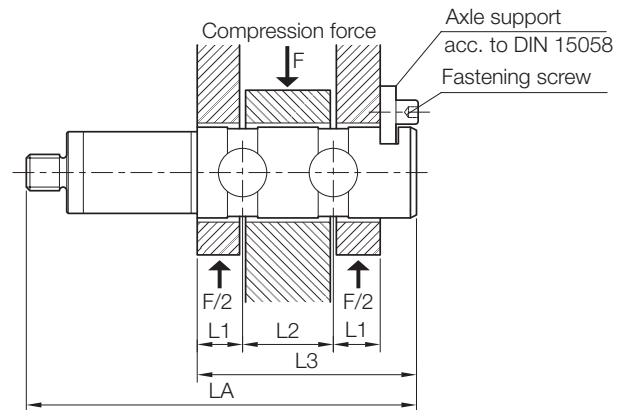 Axle support
acc. to DIN 15058
Compression force
F
Fastening screw
F/2
F/2
L1
L2
L1
L3
LA